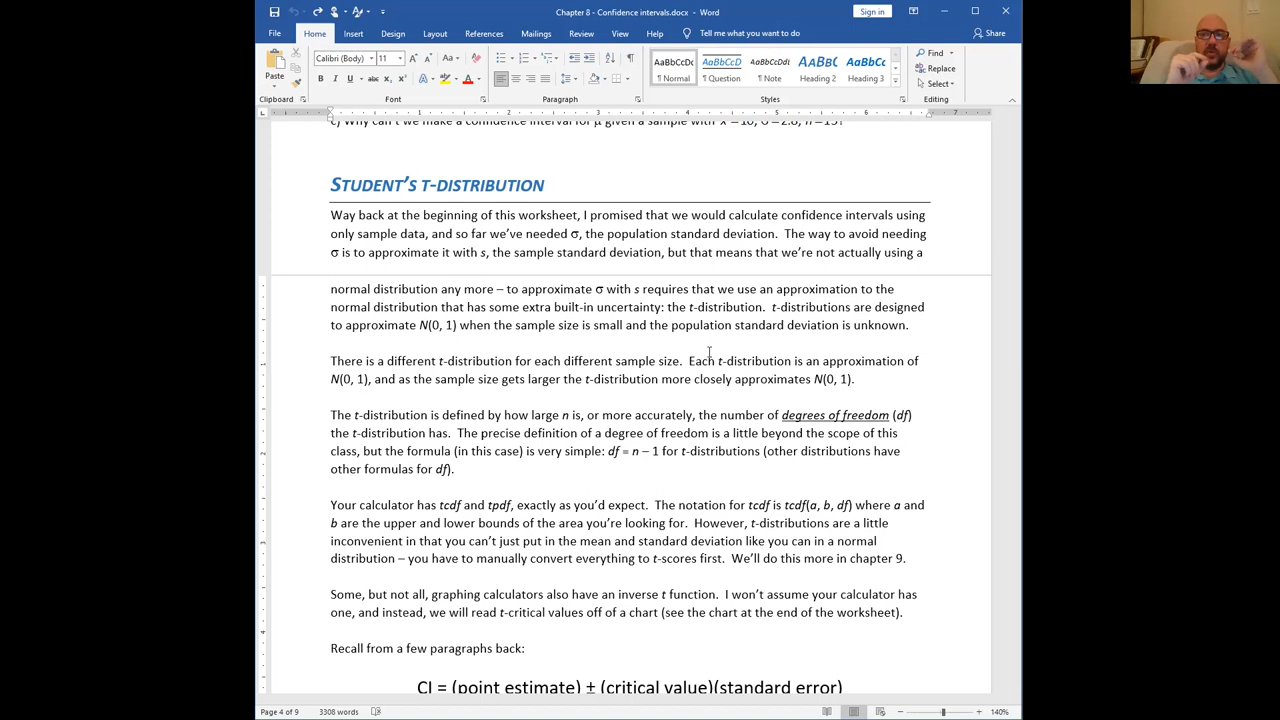 Chapter 8 - Confidence intervals.docx - Word
Sign in
File Home Insert Design Layout References Mailings Review View Help Tell me what you want to do Share
Paste
Calibri (Body) 11
AaBbCcDc AaBbCcD AaBbCcDc AaBbC AaBbCc
¶ Normal ¶ Question ¶ Note Heading 2 Heading 3
Find
Replace
Select
Clipboard Font Paragraph Styles Editing
1 2 3 4 5 6 7
c) Why can't we make a confidence interval for μ given a sample with
STUDENT'S T-DISTRIBUTION
Way back at the beginning of this worksheet, I promised that we would calculate confidence intervals using
only sample data, and so far we've needed σ, the population standard deviation. The way to avoid needing
σ is to approximate it with s, the sample standard deviation, but that means that we're not actually using a
normal distribution any more – to approximate σ with s requires that we use an approximation to the
normal distribution that has some extra built-in uncertainty: the t-distribution. t-distributions are designed
to approximate N(0, 1) when the sample size is small and the population standard deviation is unknown.
There is a different t-distribution for each different sample size. Each t-distribution is an approximation of
N(0, 1), and as the sample size gets larger the t-distribution more closely approximates N(0, 1).
The t-distribution is defined by how large n is, or more accurately, the number of degrees of freedom (df)
the t-distribution has. The precise definition of a degree of freedom is a little beyond the scope of this
class, but the formula (in this case) is very simple: df = n – 1 for t-distributions (other distributions have
other formulas for df).
Your calculator has tcdf and tpdf, exactly as you'd expect. The notation for tcdf is tcdf(a, b, df) where a and
b are the upper and lower bounds of the area you're looking for. However, t-distributions are a little
inconvenient in that you can't just put in the mean and standard deviation like you can in a normal
distribution – you have to manually convert everything to t-scores first. We'll do this more in chapter 9.
Some, but not all, graphing calculators also have an inverse t function. I won't assume your calculator has
one, and instead, we will read t-critical values off of a chart (see the chart at the end of the worksheet).
Recall from a few paragraphs back:
CI = (point estimate) ± (critical value)(standard error)
Page 4 of 9 3308 words 140%